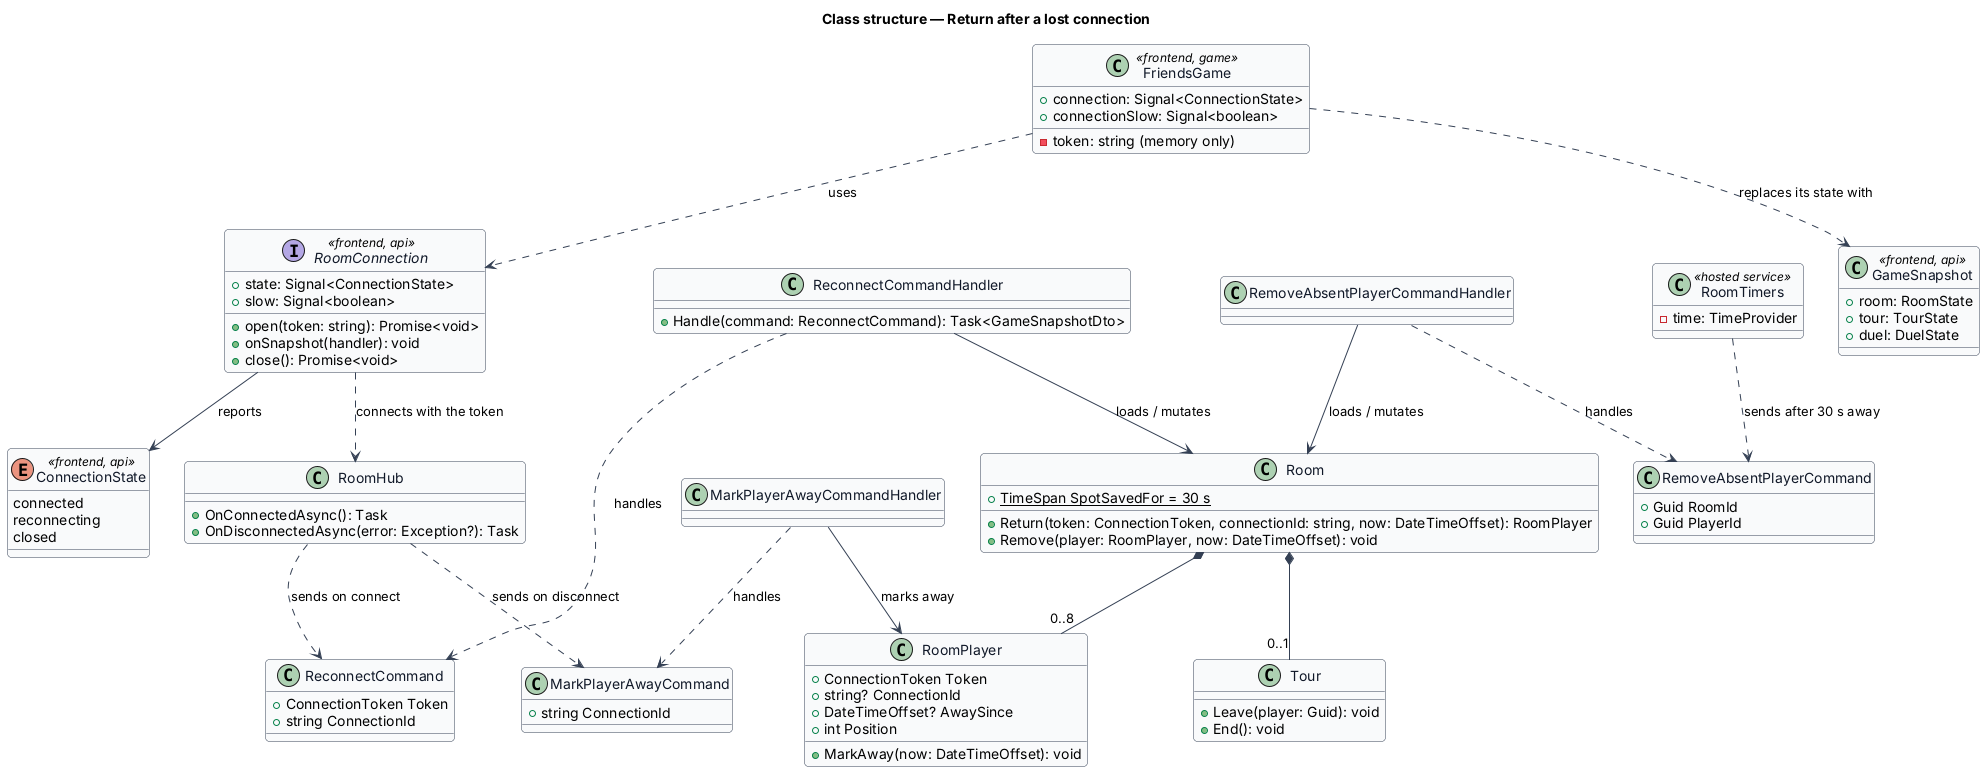 Class structure — Return after a lost connection
«frontend, game»
FriendsGame
connection: Signal<ConnectionState>
connectionSlow: Signal<boolean>
token: string (memory only)
uses
replaces its state with
«frontend, api»
RoomConnection
state: Signal<ConnectionState>
slow: Signal<boolean>
open(token: string): Promise<void>
onSnapshot(handler): void
close(): Promise<void>
ReconnectCommandHandler
Handle(command: ReconnectCommand): Task<GameSnapshotDto>
RemoveAbsentPlayerCommandHandler
«hosted service»
RoomTimers
time: TimeProvider
«frontend, api»
GameSnapshot
room: RoomState
tour: TourState
duel: DuelState
reports
connects with the token
loads / mutates
loads / mutates
handles
sends after 30 s away
«frontend, api»
ConnectionState
connected
reconnecting
closed
RoomHub
OnConnectedAsync(): Task
OnDisconnectedAsync(error: Exception?): Task
handles
MarkPlayerAwayCommandHandler
Room
TimeSpan SpotSavedFor = 30 s
Return(token: ConnectionToken, connectionId: string, now: DateTimeOffset): RoomPlayer
Remove(player: RoomPlayer, now: DateTimeOffset): void
RemoveAbsentPlayerCommand
Guid RoomId
Guid PlayerId
sends on connect
sends on disconnect
handles
marks away
0..8
0..1
ReconnectCommand
ConnectionToken Token
string ConnectionId
MarkPlayerAwayCommand
string ConnectionId
RoomPlayer
ConnectionToken Token
string? ConnectionId
DateTimeOffset? AwaySince
int Position
MarkAway(now: DateTimeOffset): void
Tour
Leave(player: Guid): void
End(): void